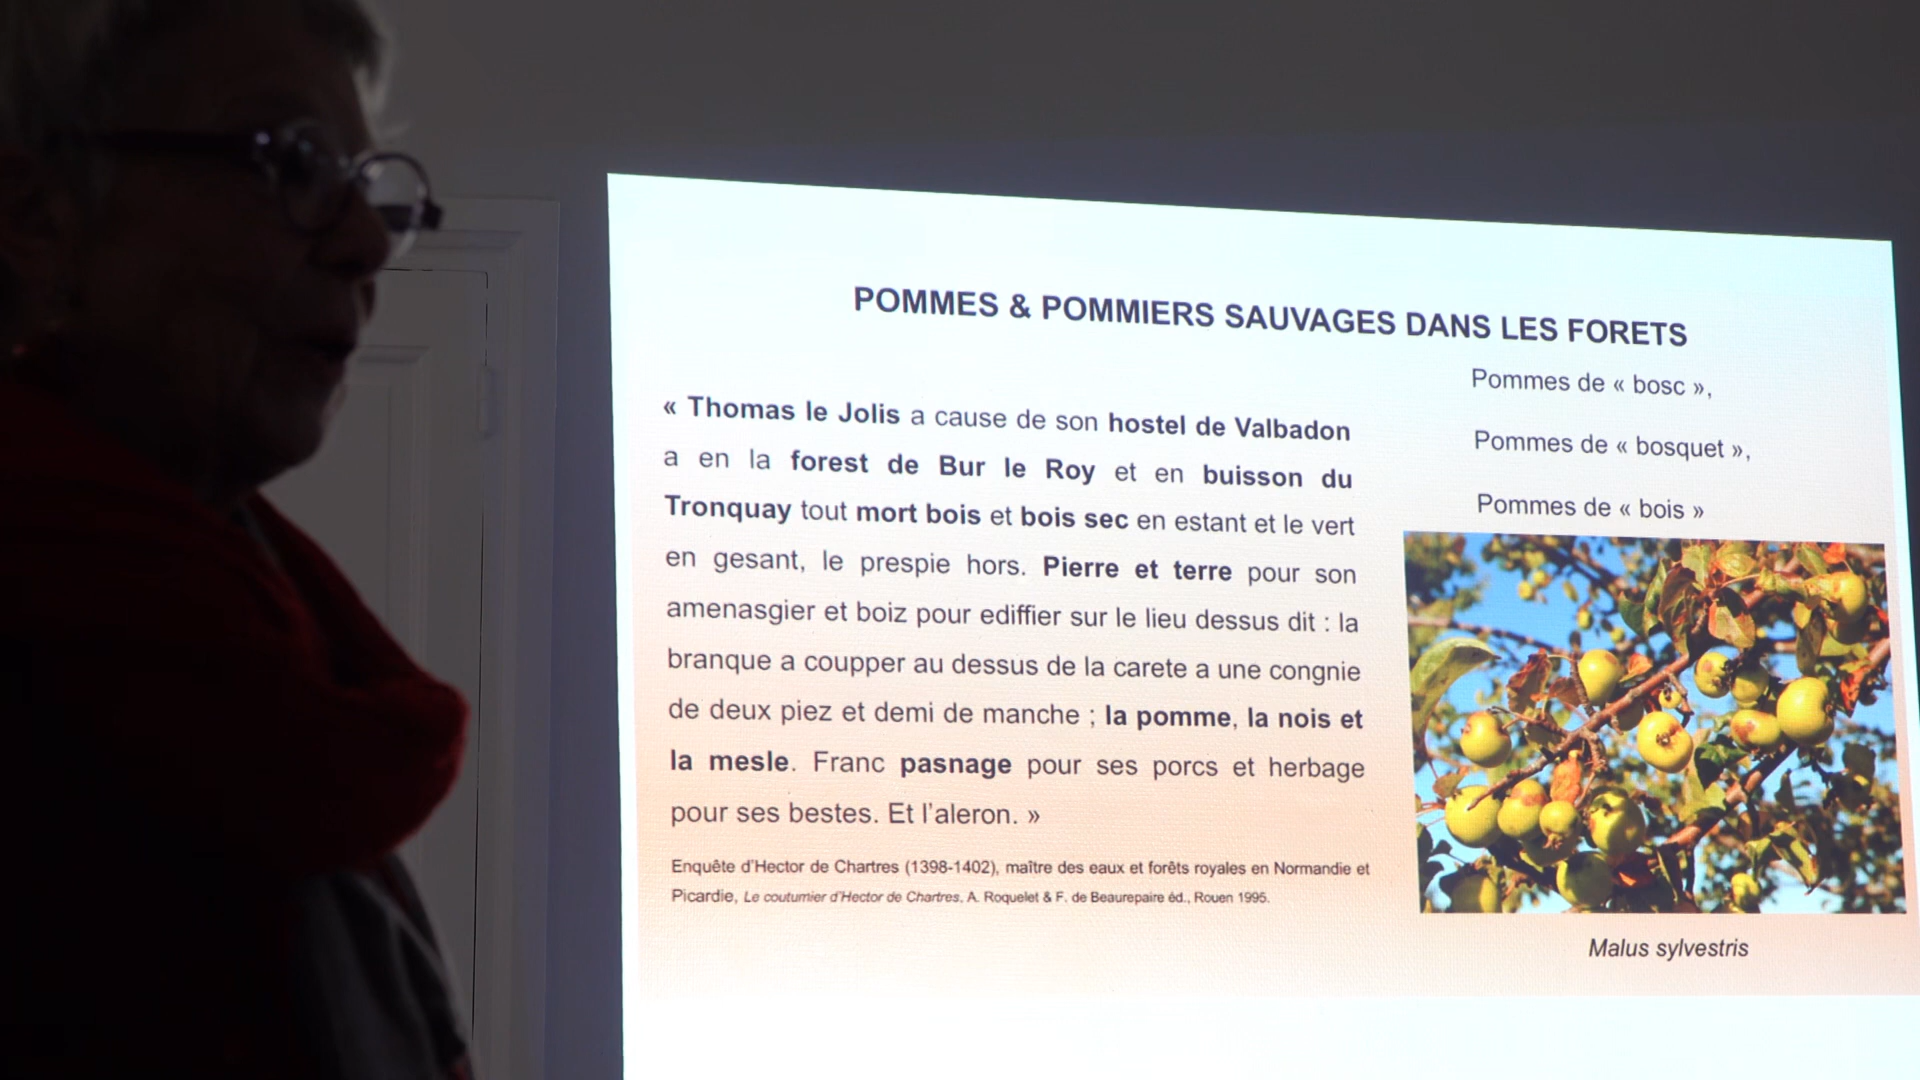 POMMES & POMMIERS SAUVAGES DANS LES FORETS
« Thomas le Jolis a cause de son hostel de Valbadon
a en la forest de Bur le Roy et en buisson du
Tronquay tout mort bois et bois sec en estant et le vert
en gesant, le prespie hors. Pierre et terre pour son
amenasgier et boiz pour ediffier sur le lieu dessus dit : la
branque a coupper au dessus de la carete a une congnie
de deux piez et demi de manche ; la pomme, la nois et
la mesle. Franc pasnage pour ses porcs et herbage
pour ses bestes. Et l'aleron. »
Enquête d'Hector de Chartres (1398-1402), maître des eaux et forêts royales en Normandie et
Picardie, Le coutumier d'Hector de Chartres, A. Roquelet & F. de Beaurepaire éd., Rouen 1995.
Pommes de « bosc »,
Pommes de « bosquet »,
Pommes de « bois »
Malus sylvestris